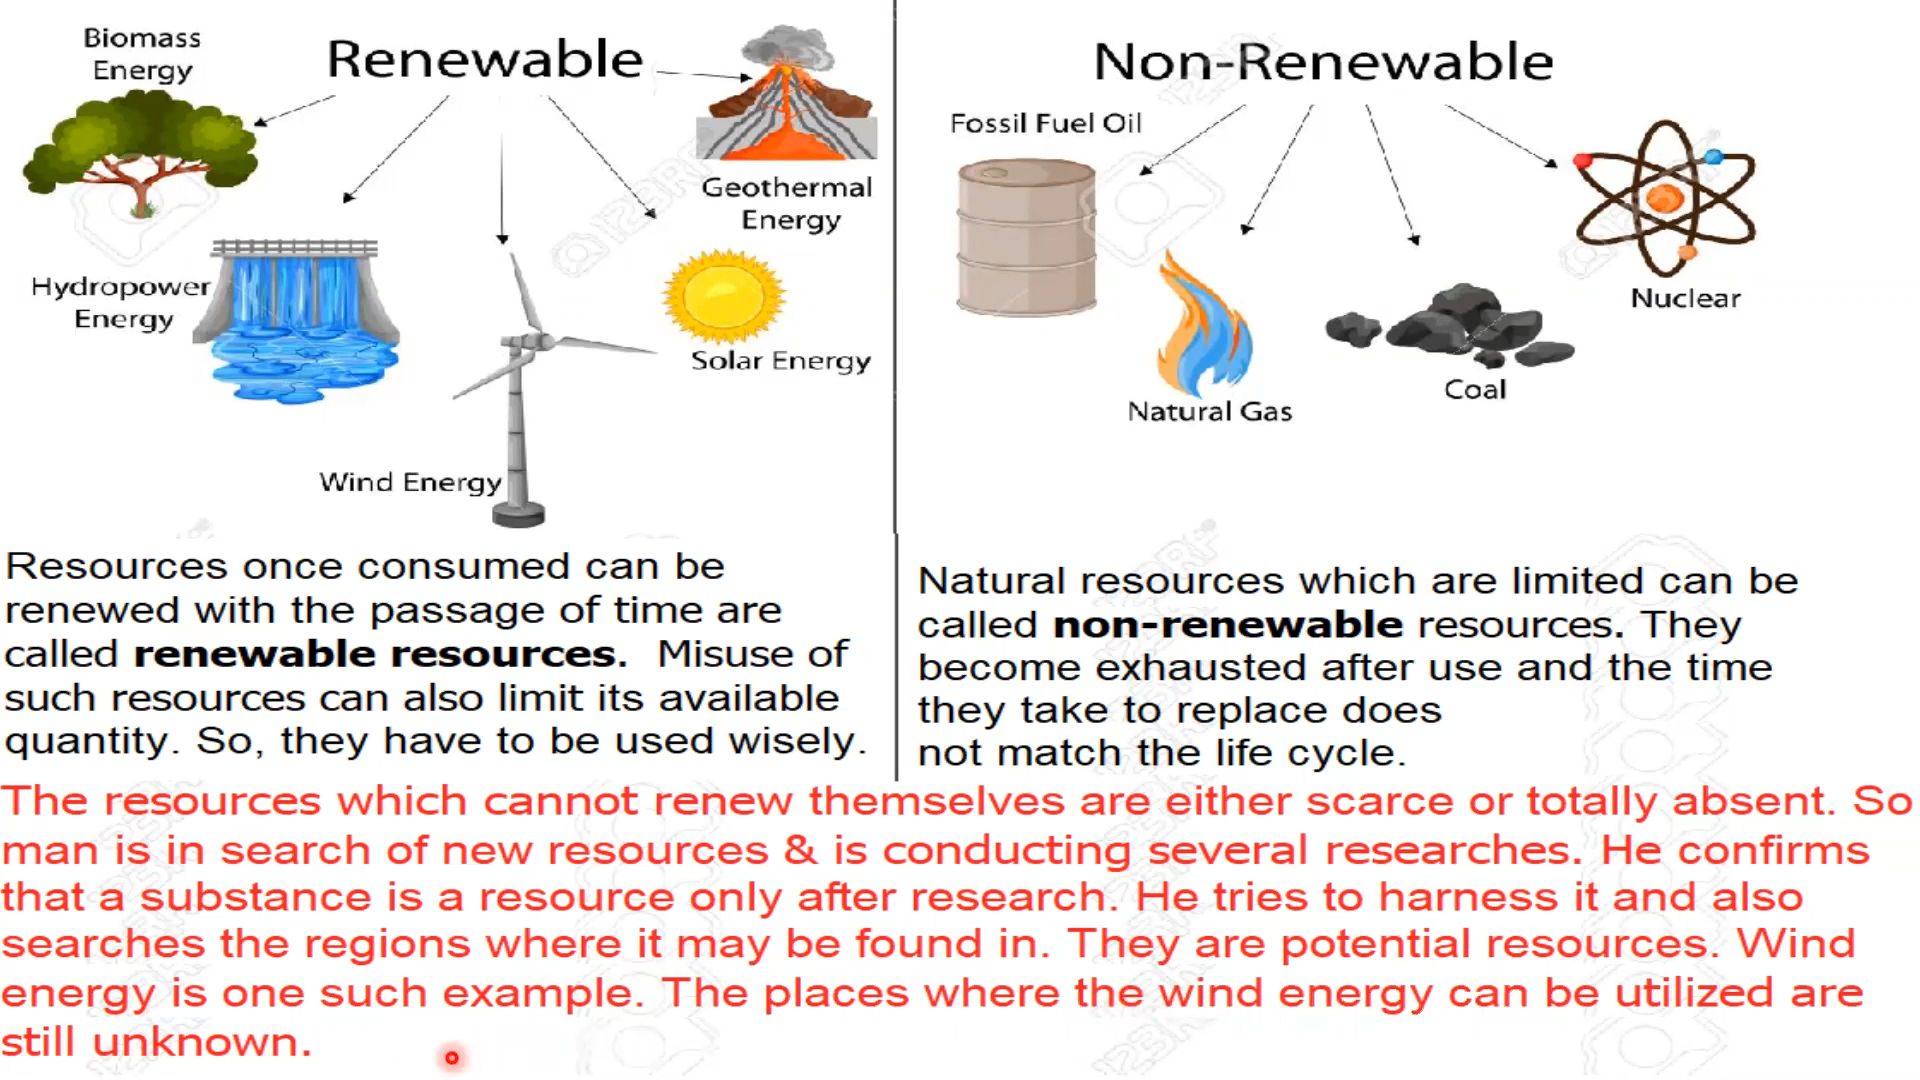 Biomass
Energy
Renewable
Geothermal
Energy
Hydropower
Energy
Solar Energy
Wind Energy
Non-Renewable
Fossil Fuel Oil
Nuclear
Coal
Natural Gas
Resources once consumed can be
renewed with the passage of time are
called renewable resources. Misuse of
such resources can also limit its available
quantity. So, they have to be used wisely.
Natural resources which are limited can be
called non-renewable resources. They
become exhausted after use and the time
they take to replace does
not match the life cycle.
The resources which cannot renew themselves are either scarce or totally absent. So
man is in search of new resources & is conducting several researches. He confirms
that a substance is a resource only after research. He tries to harness it and also
searches the regions where it may be found in. They are potential resources. Wind
energy is one such example. The places where the wind energy can be utilized are
still unknown.
123RF
123RF
123RF
123RF